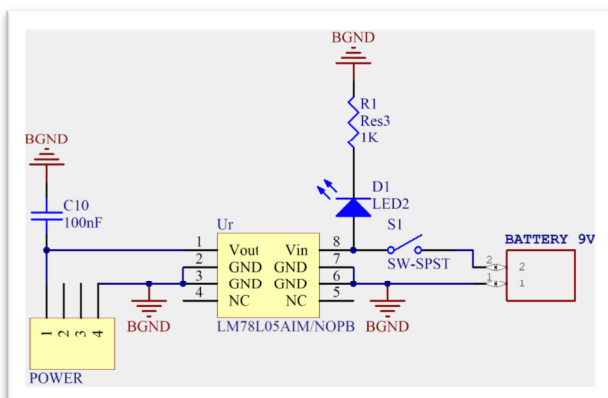 BGND
R1
Res3
1K
BGND
C10
100nF
D1
LED2
Ur
S1
SW-SPST
BATTERY 9V
1 Vout Vin 8
2 GND GND 7
3 GND GND 6
4 NC NC 5
2 2
1 1
BGND
LM78L05AIM/NOPB
BGND
1 2 3 4
POWER